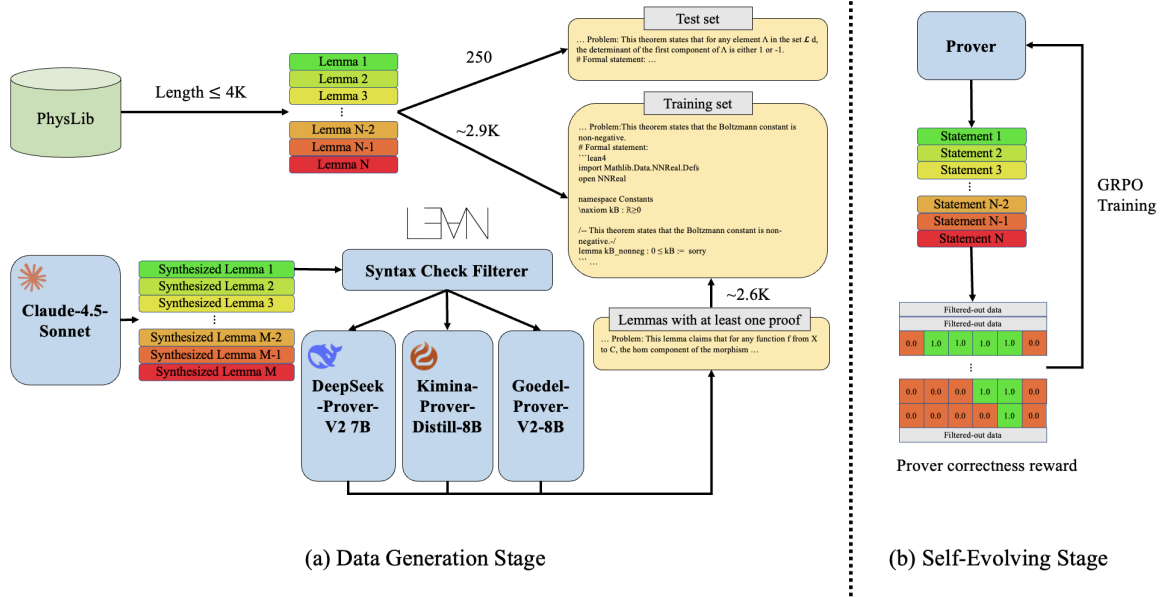 PhysLib
Length ≤ 4K
Lemma 1
Lemma 2
Lemma 3
⋮
Lemma N-2
Lemma N-1
Lemma N
250
~2.9K
Test set
… Problem: This theorem states that for any element Λ in the set ℒ d,
the determinant of the first component of Λ is either 1 or -1.
# Formal statement: …
Training set
… Problem:This theorem states that the Boltzmann constant is
non-negative.
# Formal statement:
```lean4
import Mathlib.Data.NNReal.Defs
open NNReal
namespace Constants
\naxiom kB : ℝ≥0
/-- This theorem states that the Boltzmann constant is non-
negative.-/
lemma kB_nonneg : 0 ≤ kB := sorry
``` …
~2.6K
Lemmas with at least one proof
… Problem: This lemma claims that for any function f from X
to C, the hom component of the morphism …
Claude-4.5-
Sonnet
Synthesized Lemma 1
Synthesized Lemma 2
Synthesized Lemma 3
⋮
Synthesized Lemma M-2
Synthesized Lemma M-1
Synthesized Lemma M
L∃∀N
Syntax Check Filterer
DeepSeek
-Prover-
V2 7B
Kimina-
Prover-
Distill-8B
Goedel-
Prover-
V2-8B
(a) Data Generation Stage
Prover
Statement 1
Statement 2
Statement 3
⋮
Statement N-2
Statement N-1
Statement N
GRPO
Training
Filtered-out data
Filtered-out data
0.0 1.0 1.0 1.0 1.0 0.0
⋮
0.0 0.0 0.0 1.0 1.0 0.0
0.0 0.0 0.0 0.0 1.0 0.0
Filtered-out data
Prover correctness reward
(b) Self-Evolving Stage